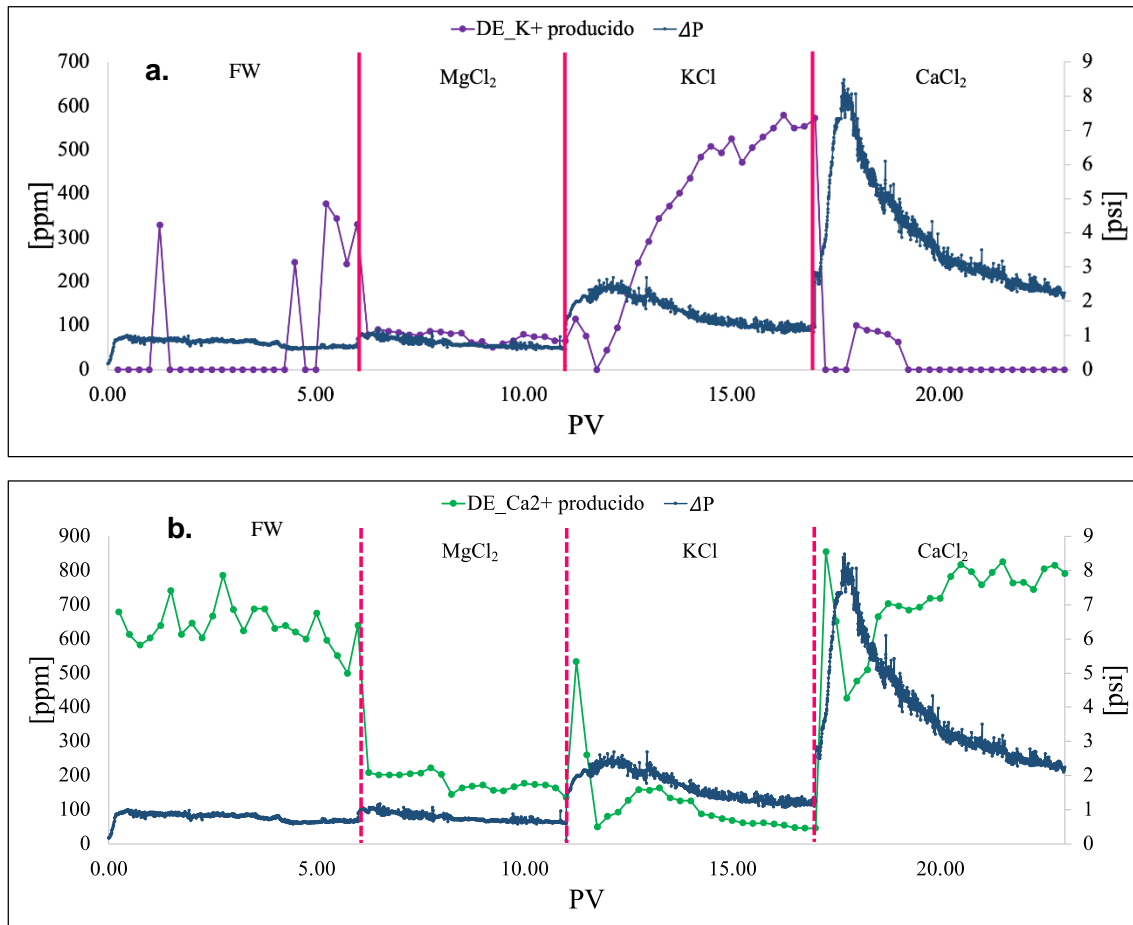 DE_K+ producido ΔP
a. FW MgCl₂ KCl CaCl₂
700 9
600 8
500 7
400 6
300 5
200 4
100 3
0 2
1
0
[ppm] [psi]
0.00 5.00 10.00 15.00 20.00
PV
DE_Ca2+ producido ΔP
b. FW MgCl₂ KCl CaCl₂
900 9
800 8
700 7
600 6
500 5
400 4
300 3
200 2
100 1
0 0
[ppm] [psi]
0.00 5.00 10.00 15.00 20.00
PV